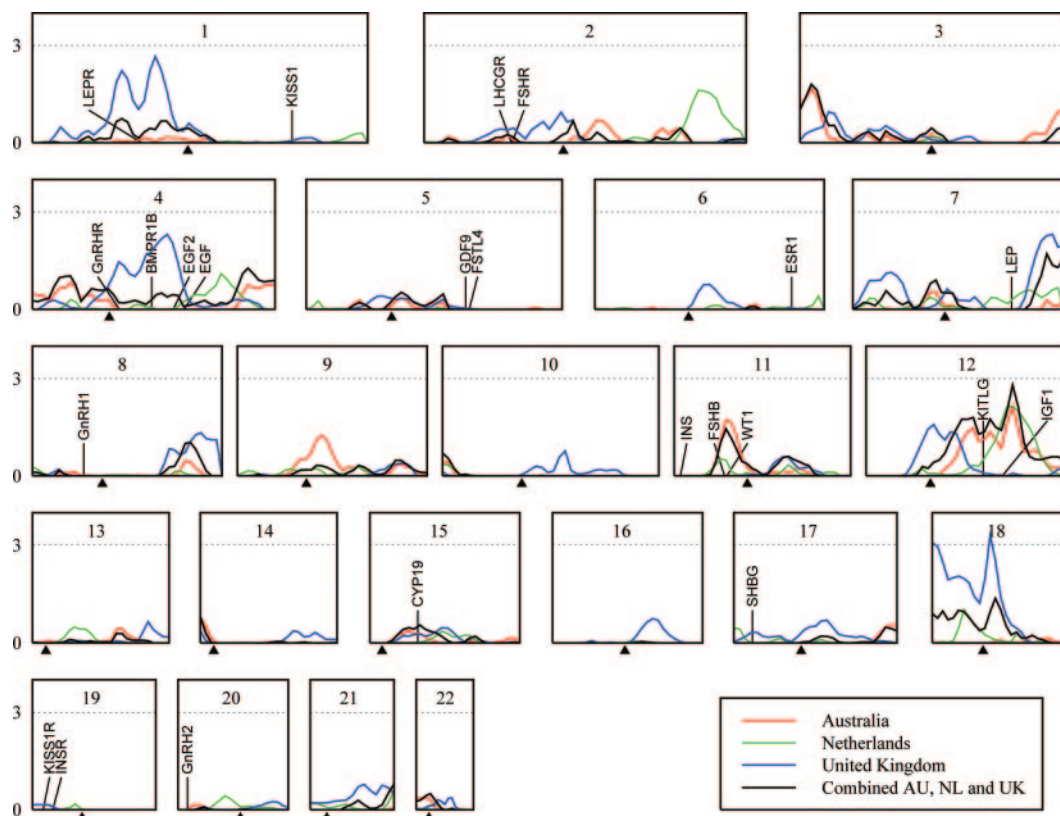 1
2
3
3
LEPR
KISS1
LHCGR
FSHR
0
4
5
6
7
3
GnRHR
BMPR1B
EGF2
EGF
GDF9
FSTL4
ESR1
LEP
0
8
9
10
11
12
3
GnRH1
INS
FSHB
WT1
KITLG
IGF1
0
13
14
15
16
17
18
3
CYP19
SHBG
0
19
20
21
22
3
KISS1R
INSR
GnRH2
0
Australia
Netherlands
United Kingdom
Combined AU, NL and UK